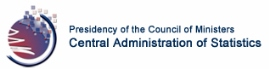 Presidency of the Council of Ministers
Central Administration of Statistics